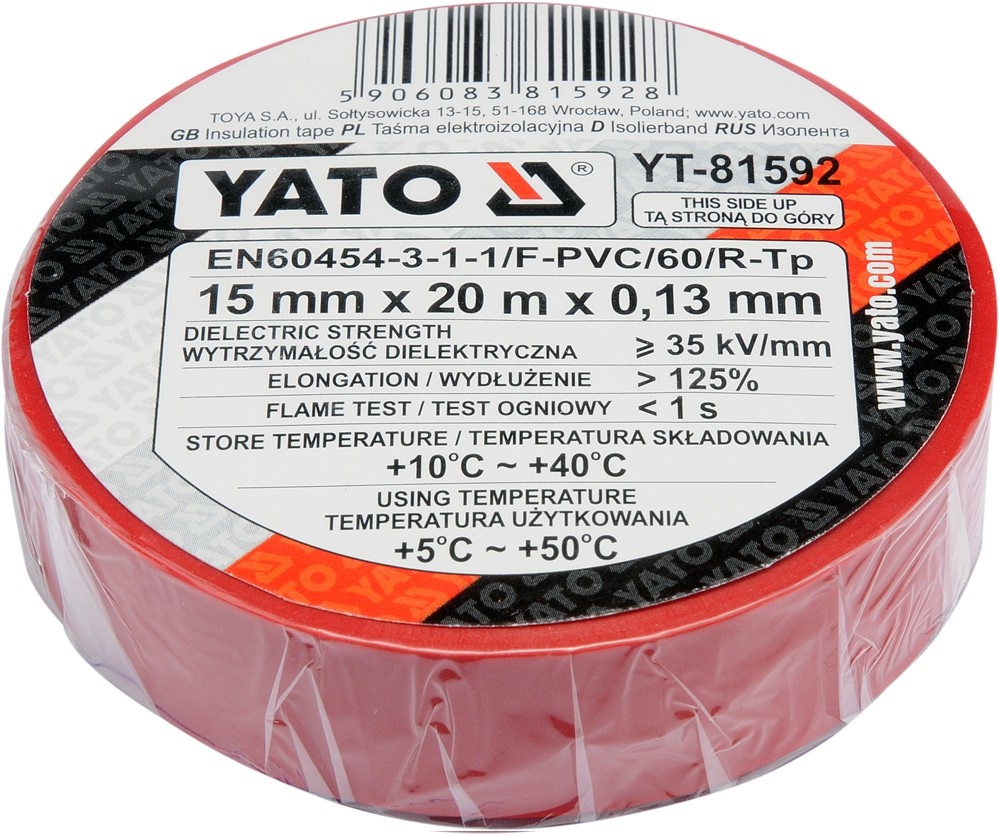 5 906083 815928
TOYA S.A., ul. Sołtysowicka 13-15, 51-168 Wrocław, Poland; www.yato.com
GB Insulation tape PL Taśma elektroizolacyjna D Isolierband RUS Изолента
YATO ® YT-81592
THIS SIDE UP
TĄ STRONĄ DO GÓRY
EN60454-3-1-1/F-PVC/60/R-Tp
15 mm x 20 m x 0,13 mm
DIELECTRIC STRENGTH
WYTRZYMAŁOŚĆ DIELEKTRYCZNA ⩾ 35 kV/mm
ELONGATION / WYDŁUŻENIE > 125%
FLAME TEST / TEST OGNIOWY < 1 s
STORE TEMPERATURE / TEMPERATURA SKŁADOWANIA
+10°C ~ +40°C
USING TEMPERATURE
TEMPERATURA UŻYTKOWANIA
+5°C ~ +50°C
www.yato.com